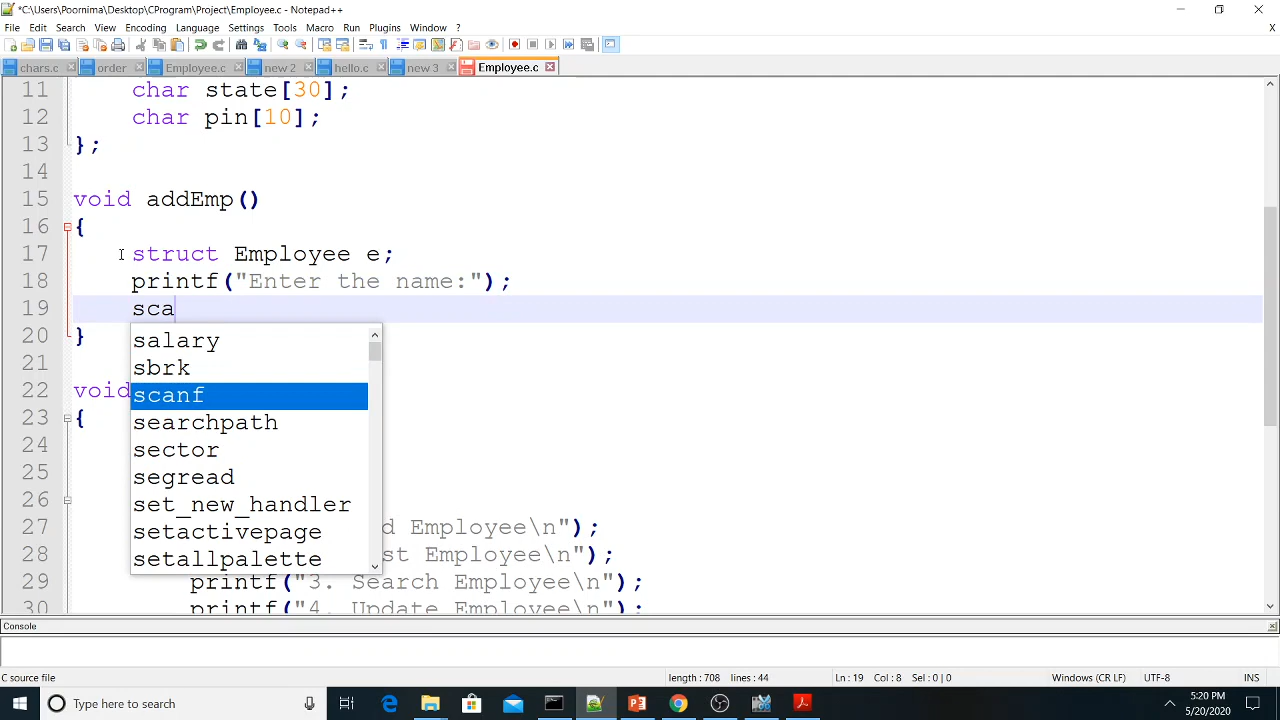 *C:\Users\Poornima\Desktop\CProgram\Project\Employee.c - Notepad++
File Edit Search View Encoding Language Settings Tools Macro Run Plugins Window ?
X
chars.c order Employee.c new 2 hello.c new 3 Employee.c
11 char state[30];
12 char pin[10];
13 };
14
15 void addEmp()
16 {
17 struct Employee e;
18 printf("Enter the name:");
19 sca
20 }
salary
21
sbrk
22 void
scanf
23 {
searchpath
24
sector
25
segread
26
set_new_handler
27 d Employee\n");
setactivepage
28 st Employee\n");
setallpalette
29 printf("3. Search Employee\n");
30 printf("4. Update Employee\n");
Console
C source file length : 708 lines : 44 Ln : 19 Col : 8 Sel : 0 | 0 Windows (CR LF) UTF-8 INS
Type here to search
5:20 PM
5/20/2020